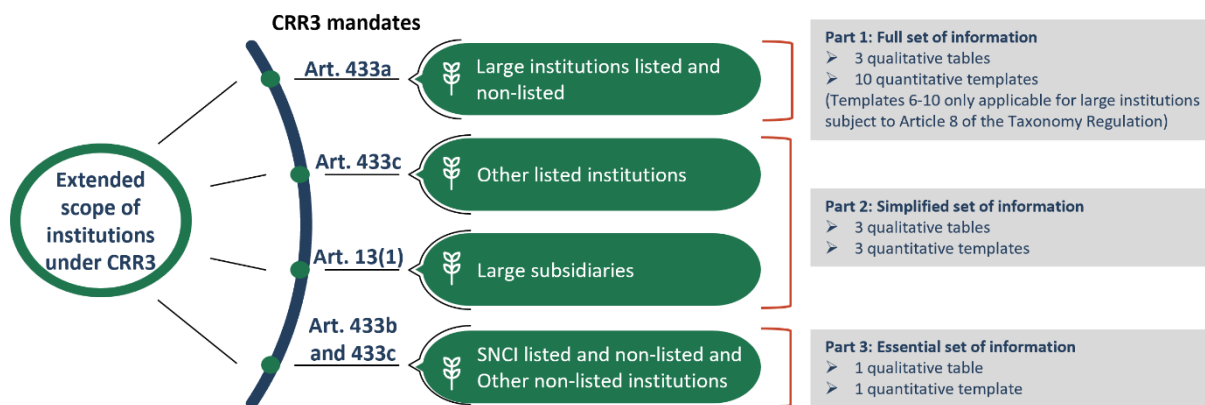 CRR3 mandates
Extended
scope of
institutions
under CRR3
Art. 433a
Large institutions listed and
non-listed
Art. 433c
Other listed institutions
Art. 13(1)
Large subsidiaries
Art. 433b
and 433c
SNCI listed and non-listed and
Other non-listed institutions
Part 1: Full set of information
➢ 3 qualitative tables
➢ 10 quantitative templates
(Templates 6-10 only applicable for large institutions
subject to Article 8 of the Taxonomy Regulation)
Part 2: Simplified set of information
➢ 3 qualitative tables
➢ 3 quantitative templates
Part 3: Essential set of information
➢ 1 qualitative table
➢ 1 quantitative template